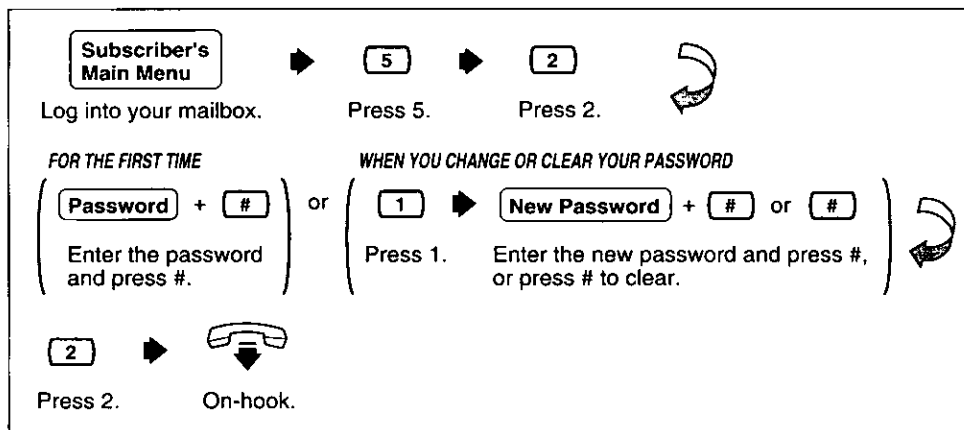 Subscriber's
Main Menu
5
2
Log into your mailbox.
Press 5.
Press 2.
FOR THE FIRST TIME
WHEN YOU CHANGE OR CLEAR YOUR PASSWORD
Password + # or 1 New Password + # or #
Enter the password
and press #.
Press 1.
Enter the new password and press #,
or press # to clear.
2
Press 2.
On-hook.